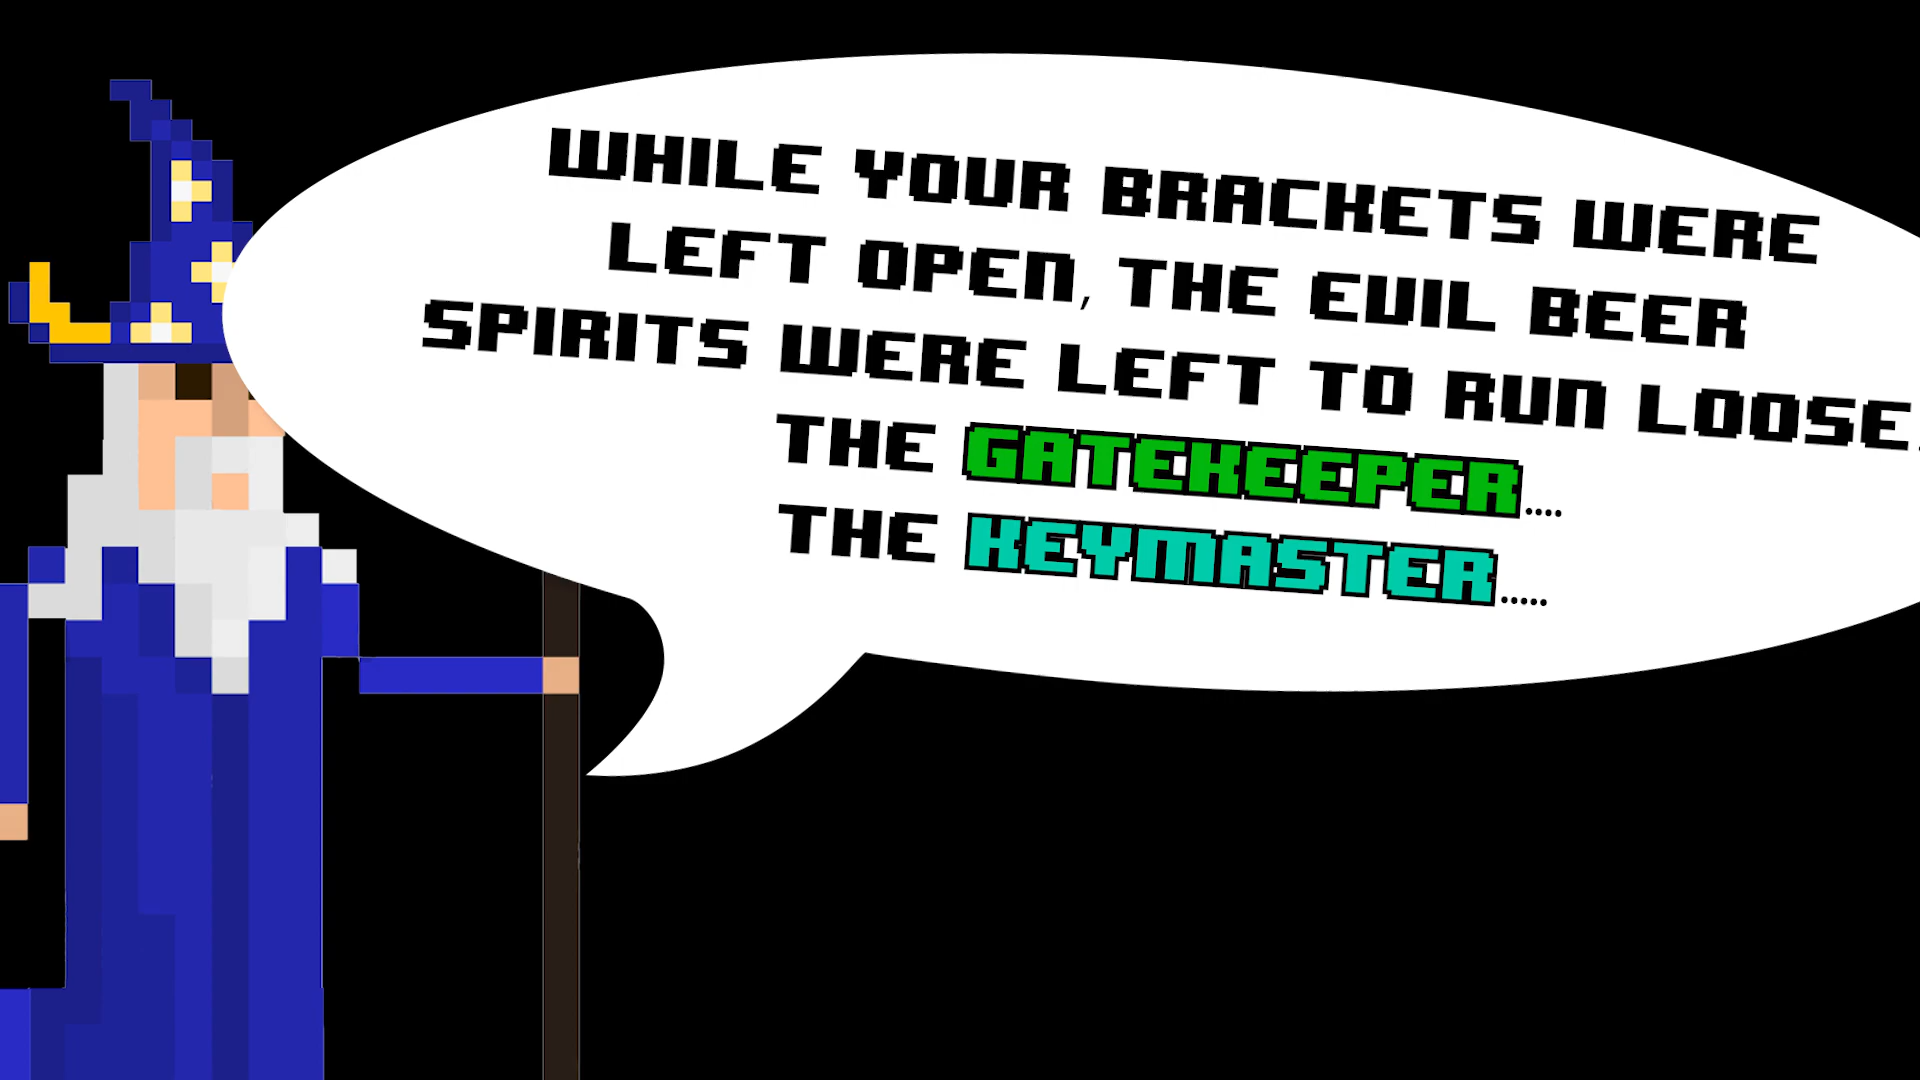 WHILE YOUR BRACKETS WERE
LEFT OPEN, THE EVIL BEER
SPIRITS WERE LEFT TO RUN LOOSE.
THE GATEKEEPER....
THE KEYMASTER.....